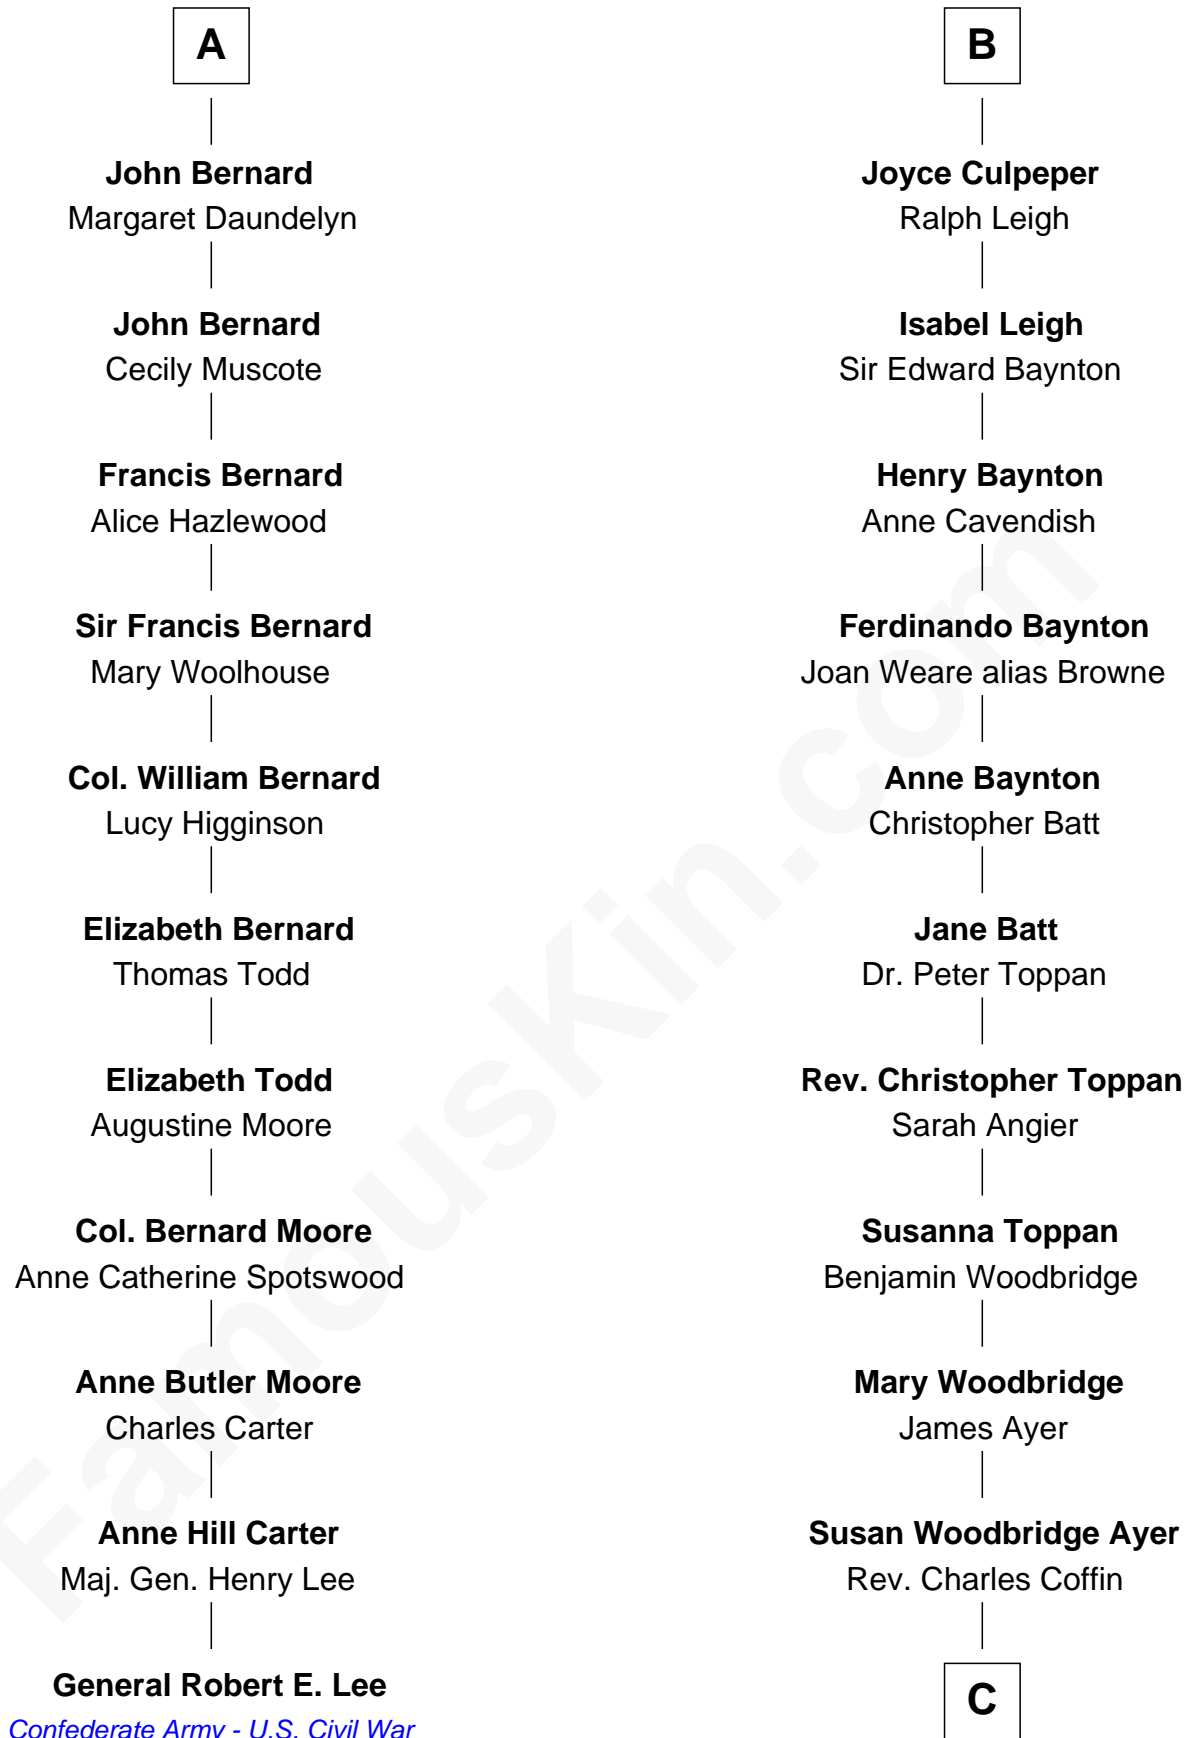 A
John Bernard
Margaret Daundelyn
John Bernard
Cecily Muscote
Francis Bernard
Alice Hazlewood
Sir Francis Bernard
Mary Woolhouse
Col. William Bernard
Lucy Higginson
Elizabeth Bernard
Thomas Todd
Elizabeth Todd
Augustine Moore
Col. Bernard Moore
Anne Catherine Spotswood
Anne Butler Moore
Charles Carter
Anne Hill Carter
Maj. Gen. Henry Lee
General Robert E. Lee
Confederate Army - U.S. Civil War
B
Joyce Culpeper
Ralph Leigh
Isabel Leigh
Sir Edward Baynton
Henry Baynton
Anne Cavendish
Ferdinando Baynton
Joan Weare alias Browne
Anne Baynton
Christopher Batt
Jane Batt
Dr. Peter Toppan
Rev. Christopher Toppan
Sarah Angier
Susanna Toppan
Benjamin Woodbridge
Mary Woodbridge
James Ayer
Susan Woodbridge Ayer
Rev. Charles Coffin
C
FamousKin.com